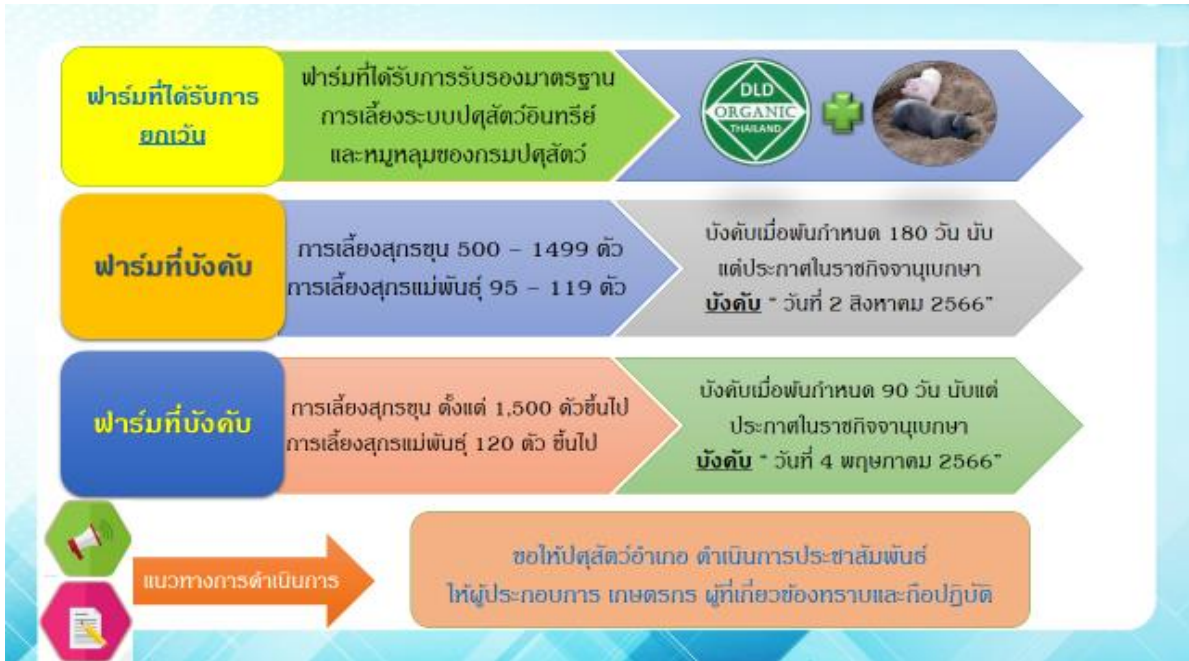 ฟาร์มที่ได้รับการ
ยกเว้น
ฟาร์มที่ได้รับการรับรองมาตรฐาน
การเลี้ยงระบบปศุสัตว์อินทรีย์
และหมูหลุมของกรมปศุสัตว์
DLD
ORGANIC
THAILAND
ฟาร์มที่บังคับ
การเลี้ยงสุกรขุน 500 – 1499 ตัว
การเลี้ยงสุกรแม่พันธุ์ 95 – 119 ตัว
บังคับเมื่อพ้นกำหนด 180 วัน นับ
แต่ประกาศในราชกิจจานุเบกษา
บังคับ “ วันที่ 2 สิงหาคม 2566”
ฟาร์มที่บังคับ
การเลี้ยงสุกรขุน ตั้งแต่ 1,500 ตัวขึ้นไป
การเลี้ยงสุกรแม่พันธุ์ 120 ตัว ขึ้นไป
บังคับเมื่อพ้นกำหนด 90 วัน นับแต่
ประกาศในราชกิจจานุเบกษา
บังคับ “ วันที่ 4 พฤษภาคม 2566”
แนวทางการดำเนินการ
ขอให้ปศุสัตว์อำเภอ ดำเนินการประชาสัมพันธ์
ให้ผู้ประกอบการ เกษตรกร ผู้ที่เกี่ยวข้องทราบและถือปฏิบัติ